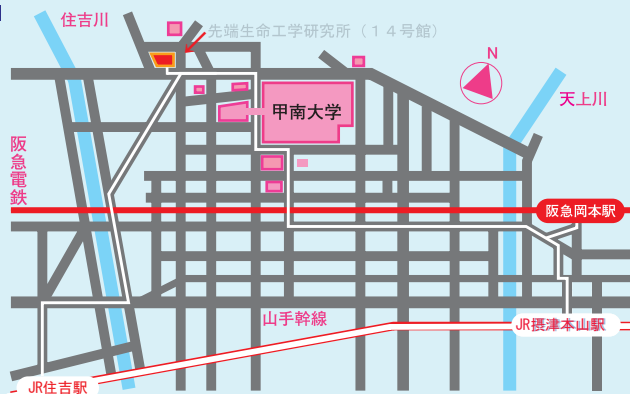 住吉川
先端生命工学研究所（１４号館）
N
天上川
甲南大学
阪急電鉄
阪急岡本駅
山手幹線
JR摂津本山駅
JR住吉駅